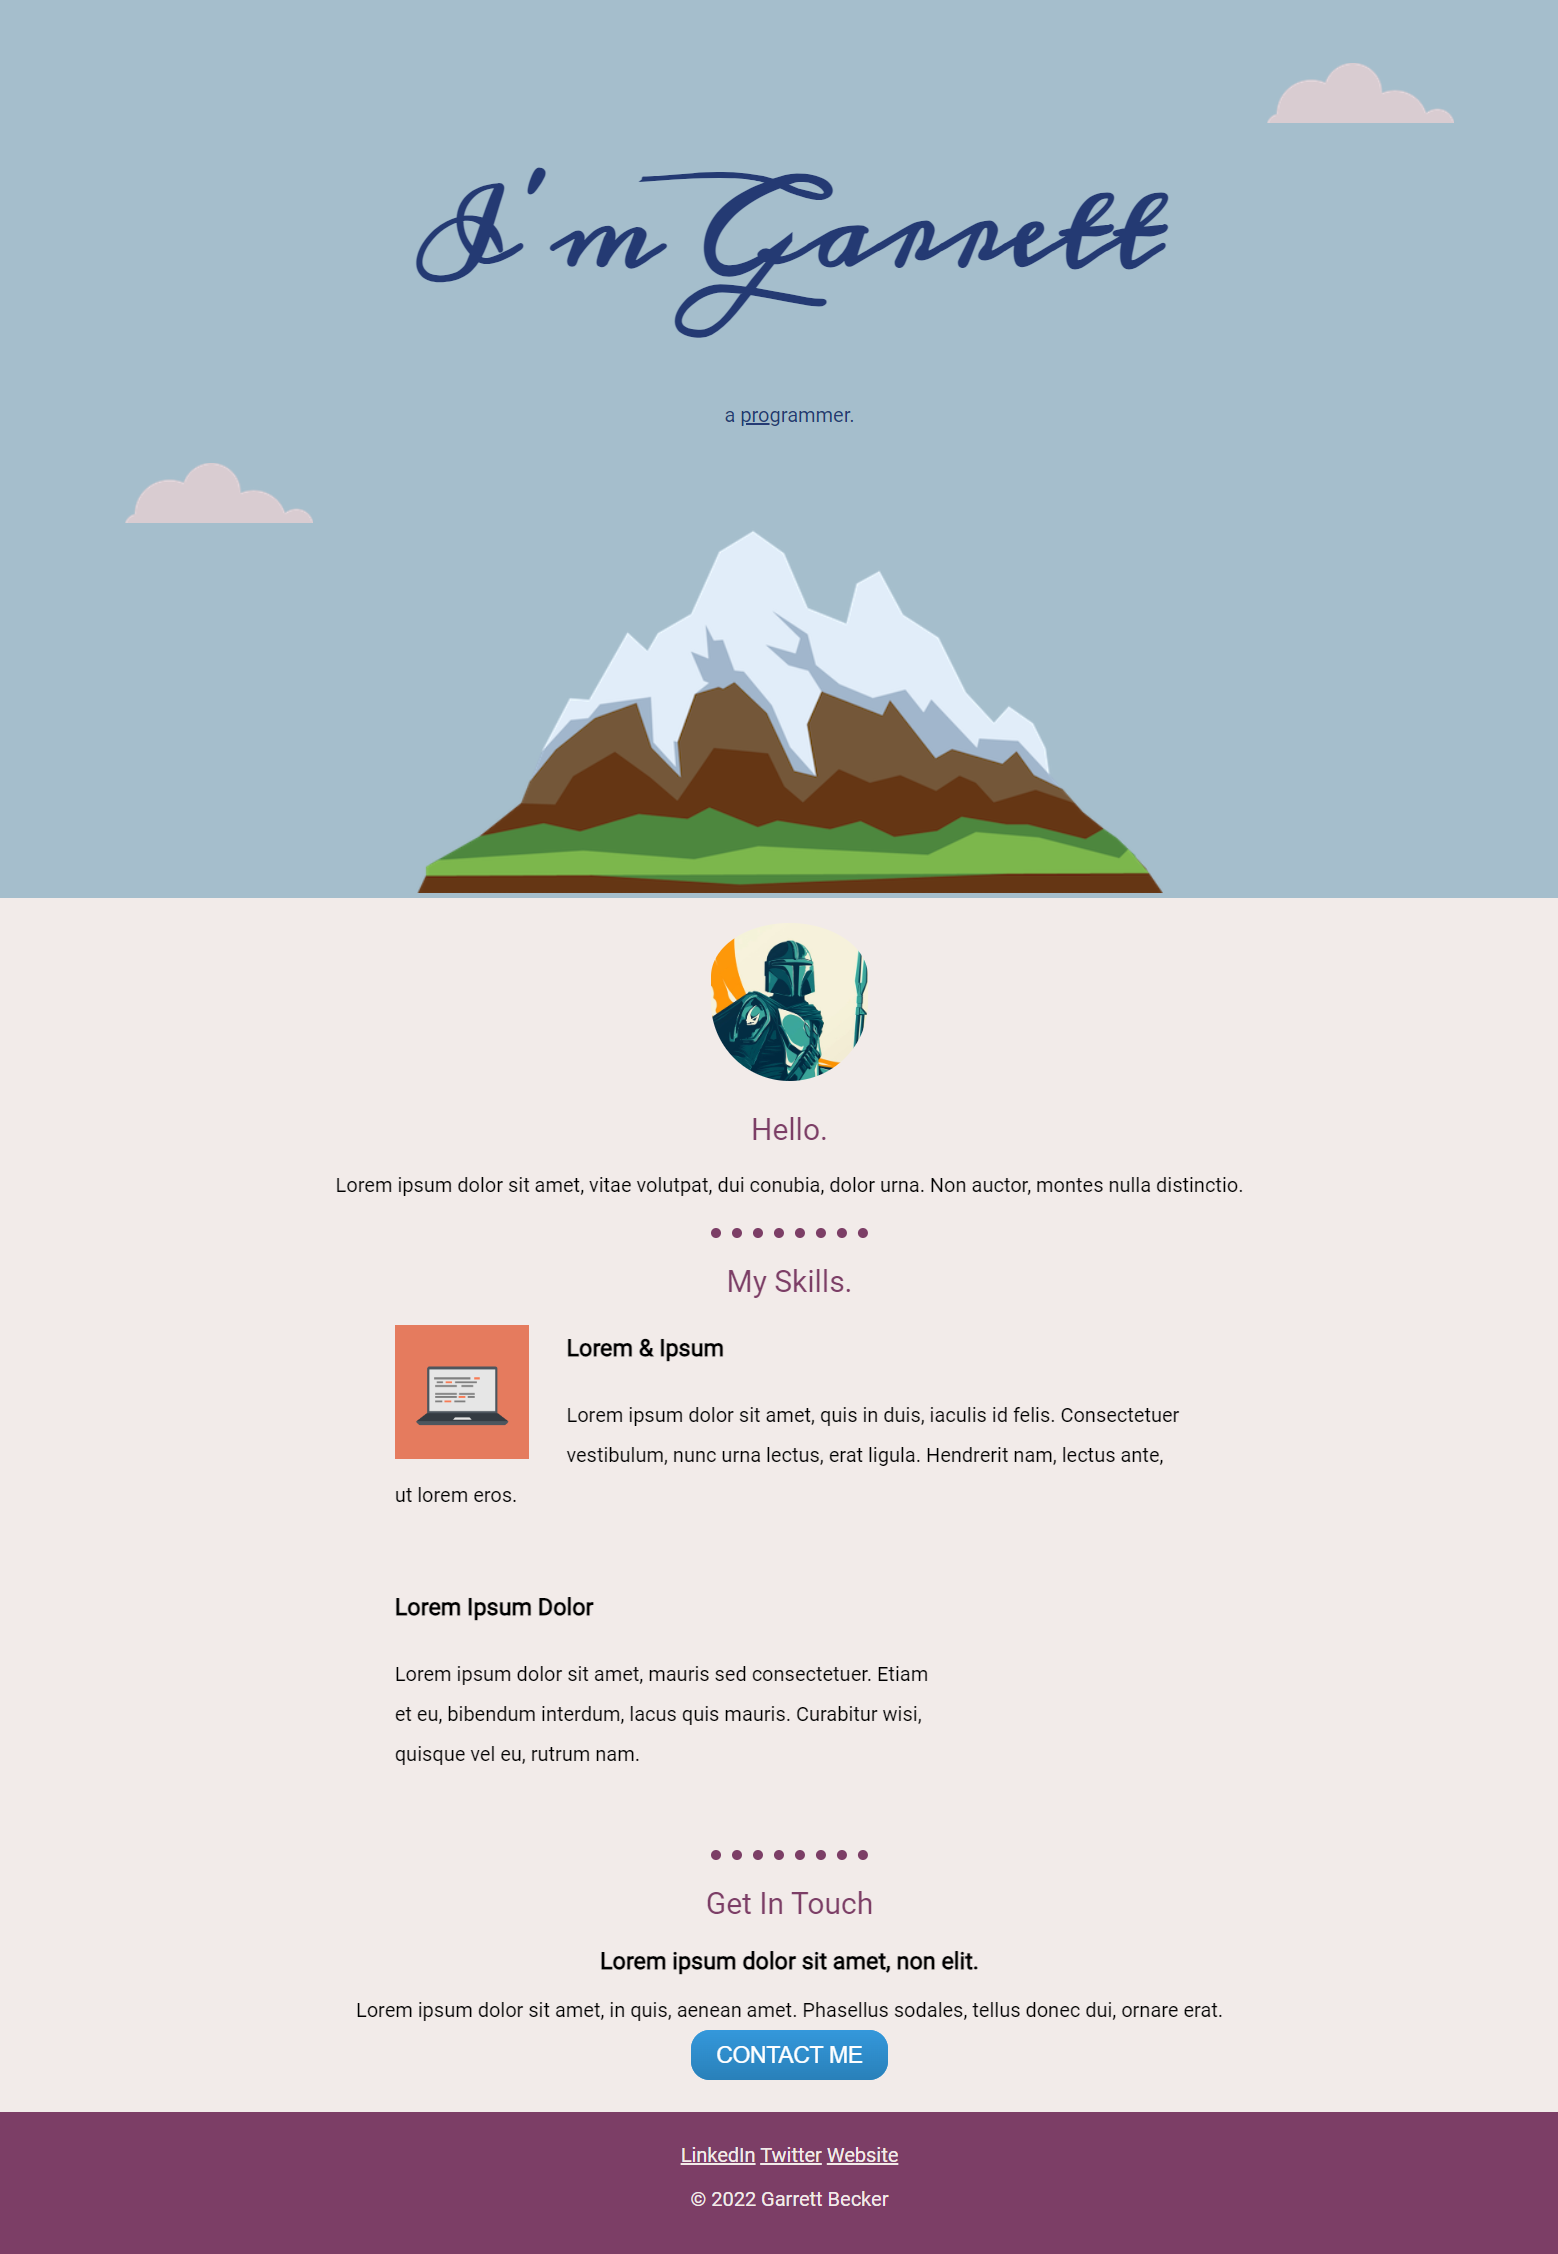 I'm Garrett
a programmer.
Hello.
Lorem ipsum dolor sit amet, vitae volutpat, dui conubia, dolor urna. Non auctor, montes nulla distinctio.
My Skills.
Lorem & Ipsum
Lorem ipsum dolor sit amet, quis in duis, iaculis id felis. Consectetuer
vestibulum, nunc urna lectus, erat ligula. Hendrerit nam, lectus ante,
ut lorem eros.
Lorem Ipsum Dolor
Lorem ipsum dolor sit amet, mauris sed consectetuer. Etiam
et eu, bibendum interdum, lacus quis mauris. Curabitur wisi,
quisque vel eu, rutrum nam.
Get In Touch
Lorem ipsum dolor sit amet, non elit.
Lorem ipsum dolor sit amet, in quis, aenean amet. Phasellus sodales, tellus donec dui, ornare erat.
CONTACT ME
LinkedIn Twitter Website
© 2022 Garrett Becker